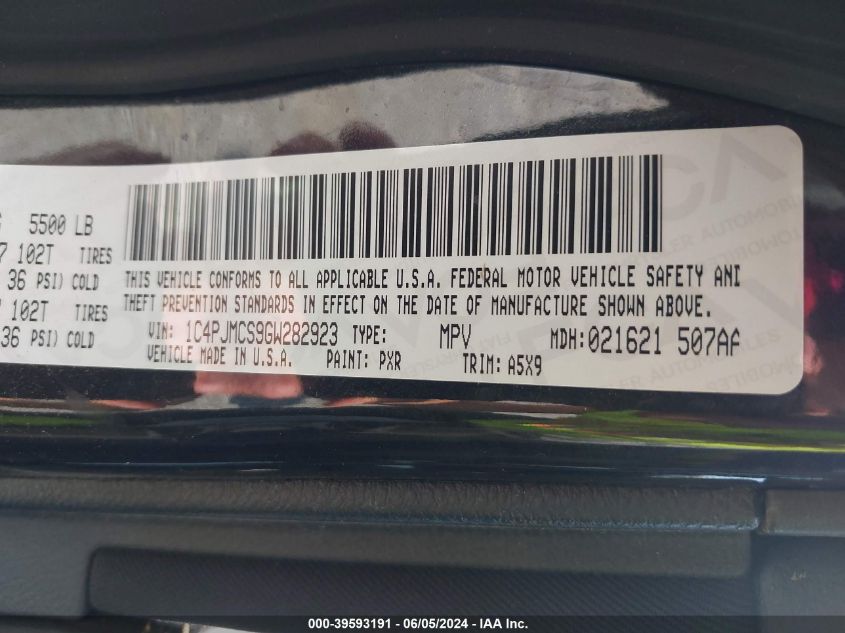 5500 LB
102T TIRES
36 PSI) COLD
102T TIRES
36 PSI) COLD
THIS VEHICLE CONFORMS TO ALL APPLICABLE U.S.A. FEDERAL MOTOR VEHICLE SAFETY AND
THEFT PREVENTION STANDARDS IN EFFECT ON THE DATE OF MANUFACTURE SHOWN ABOVE.
VIN: 1C4PJMCS9GW282923 TYPE: MPV MDH: 021621 507AA
VEHICLE MADE IN U.S.A. PAINT: PXR TRIM: A5X9
000-39593191 - 06/05/2024 - IAA Inc.